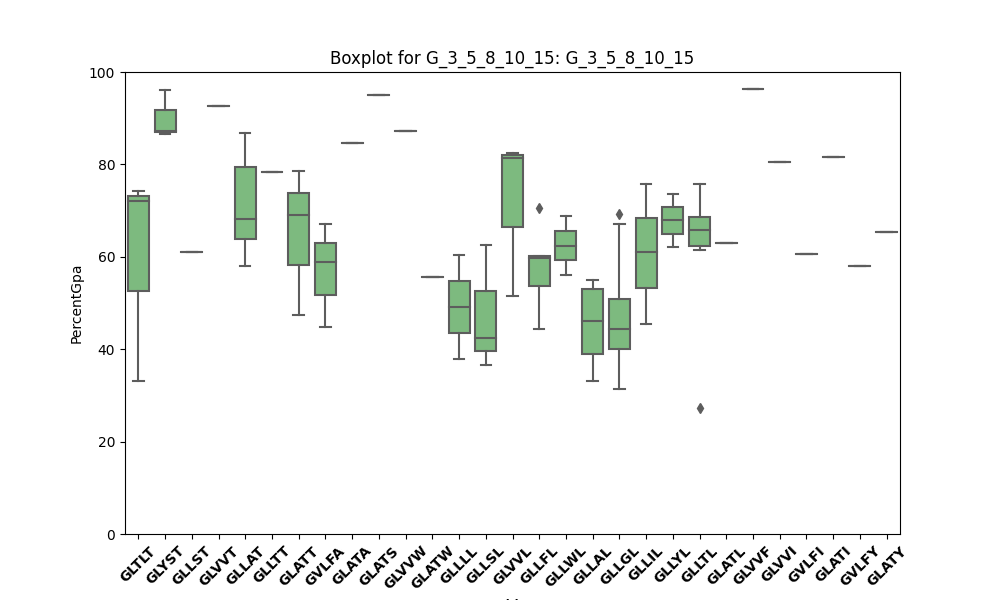 Boxplot for G_3_5_8_10_15: G_3_5_8_10_15
100
80
60
40
20
0
PercentGpa
GLTLT GLYST GLLST GLVVT GLLAT GLLTT GLATT GVLFA GLATA GLATS GLVVW GLATW GLLLL GLLSL GLVVL GLLFL GLLWL GLLAL GLLGL GLLIL GLLYL GLLTL GLATL GLVVF GLVVI GVLFI GLATI GVLFY GLATY